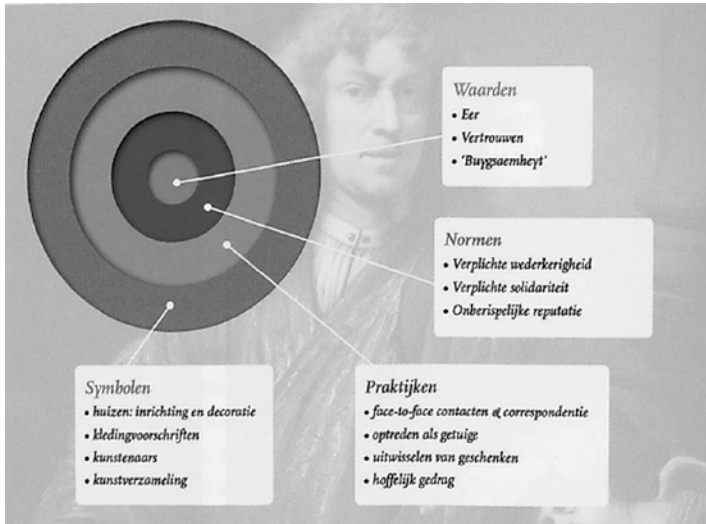 Waarden
• Eer
• Vertrouwen
• 'Buygsaemheyt'
Normen
• Verplichte wederkerigheid
• Verplichte solidariteit
• Onberispelijke reputatie
Symbolen
• huizen: inrichting en decoratie
• kledingvoorschriften
• kunstenaars
• kunstverzameling
Praktijken
• face-to-face contacten & correspondentie
• optreden als getuige
• uitwisselen van geschenken
• hoffelijk gedrag